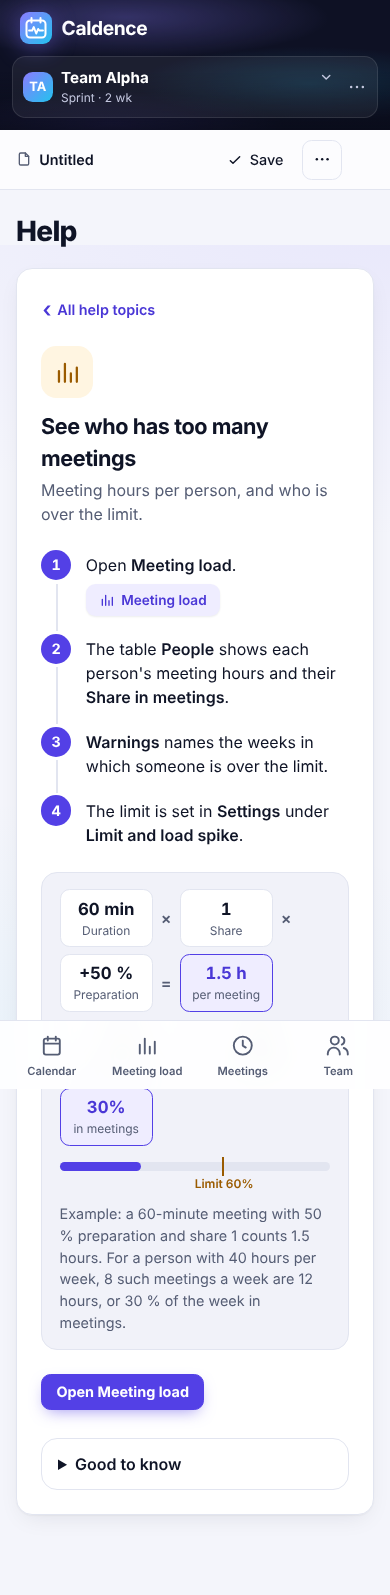 Caldence
TA
Team Alpha
Sprint · 2 wk
Untitled
Save
Help
All help topics
See who has too many
meetings
Meeting hours per person, and who is
over the limit.
1
Open Meeting load.
Meeting load
2
The table People shows each
person's meeting hours and their
Share in meetings.
3
Warnings names the weeks in
which someone is over the limit.
4
The limit is set in Settings under
Limit and load spike.
60 min
Duration
×
1
Share
×
+50 %
Preparation
=
1.5 h
per meeting
Calendar
Meeting load
Meetings
Team
30%
in meetings
Limit 60%
Example: a 60-minute meeting with 50
% preparation and share 1 counts 1.5
hours. For a person with 40 hours per
week, 8 such meetings a week are 12
hours, or 30 % of the week in
meetings.
Open Meeting load
Good to know